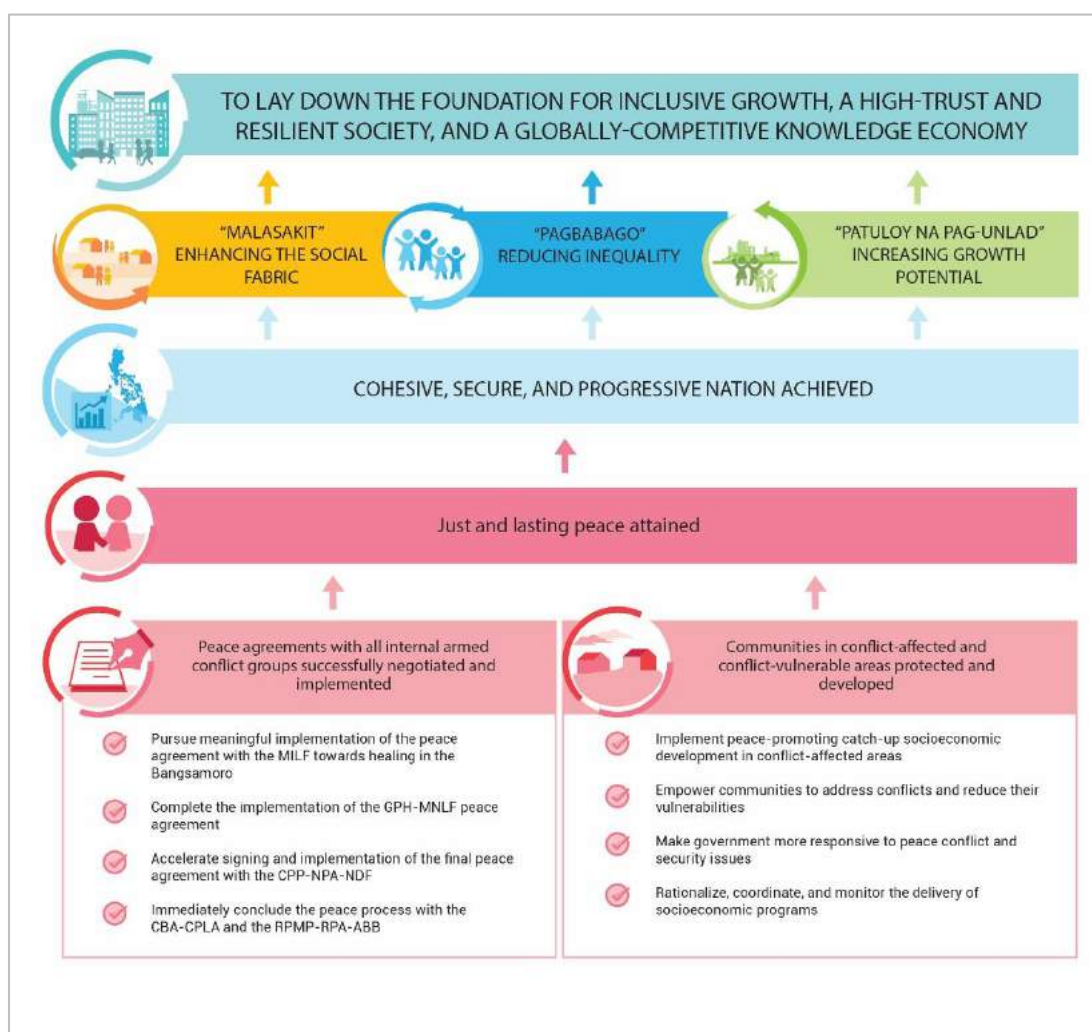 TO LAY DOWN THE FOUNDATION FOR INCLUSIVE GROWTH, A HIGH-TRUST AND
RESILIENT SOCIETY, AND A GLOBALLY-COMPETITIVE KNOWLEDGE ECONOMY
“MALASAKIT”
ENHANCING THE SOCIAL
FABRIC
“PAGBABAGO”
REDUCING INEQUALITY
“PATULOY NA PAG-UNLAD”
INCREASING GROWTH
POTENTIAL
COHESIVE, SECURE, AND PROGRESSIVE NATION ACHIEVED
Just and lasting peace attained
Peace agreements with all internal armed
conflict groups successfully negotiated and
implemented
Pursue meaningful implementation of the peace
agreement with the MILF towards healing in the
Bangsamoro
Complete the implementation of the GPH-MNLF peace
agreement
Accelerate signing and implementation of the final peace
agreement with the CPP-NPA-NDF
Immediately conclude the peace process with the
CBA-CPLA and the RPMP-RPA-ABB
Communities in conflict-affected and
conflict-vulnerable areas protected and
developed
Implement peace-promoting catch-up socioeconomic
development in conflict-affected areas
Empower communities to address conflicts and reduce their
vulnerabilities
Make government more responsive to peace conflict and
security issues
Rationalize, coordinate, and monitor the delivery of
socioeconomic programs